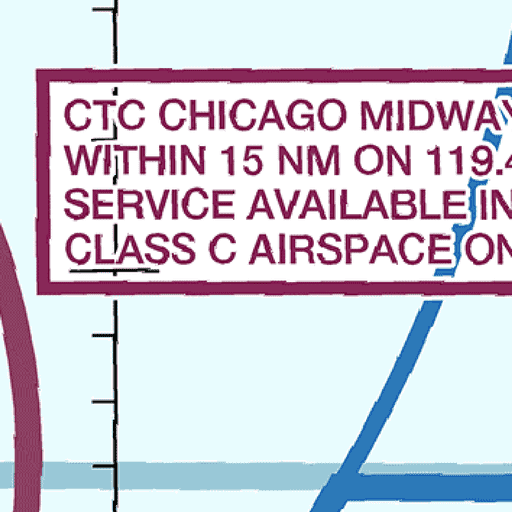 CTC CHICAGO MIDWAY
WITHIN 15 NM ON 119.4
SERVICE AVAILABLE IN
CLASS C AIRSPACE ON